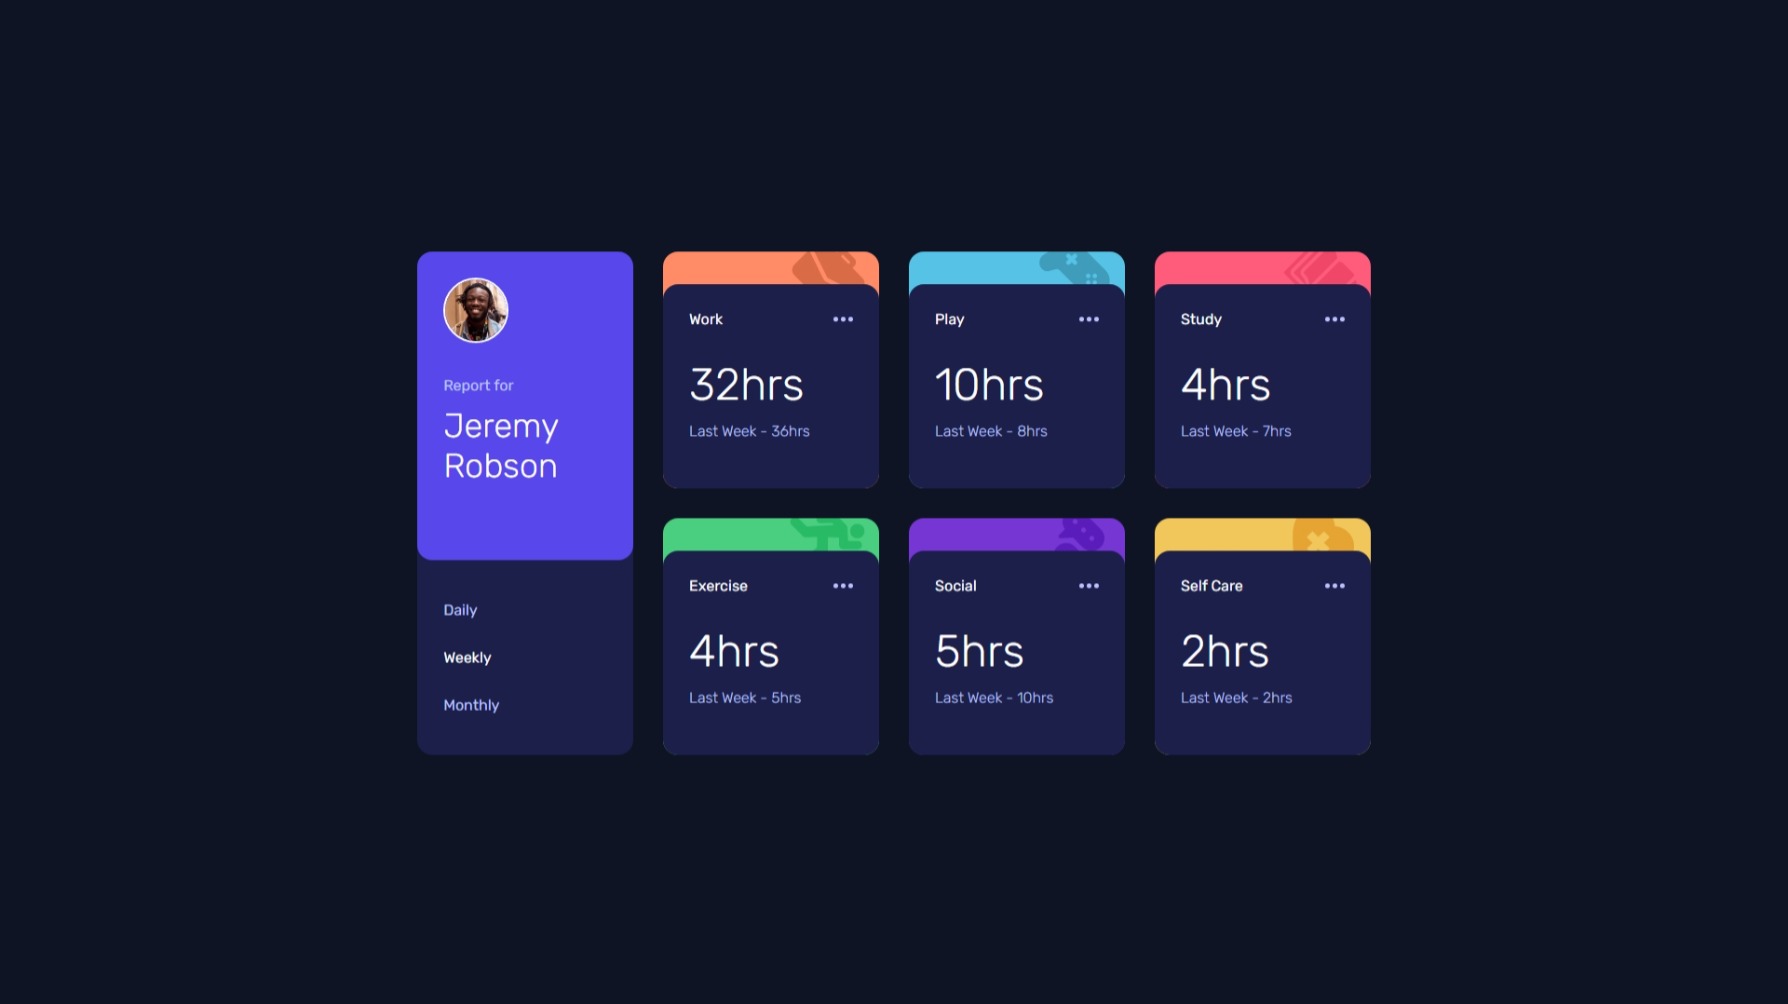 Report for
Jeremy
Robson
Daily
Weekly
Monthly
Work
32hrs
Last Week - 36hrs
Play
10hrs
Last Week - 8hrs
Study
4hrs
Last Week - 7hrs
Exercise
4hrs
Last Week - 5hrs
Social
5hrs
Last Week - 10hrs
Self Care
2hrs
Last Week - 2hrs